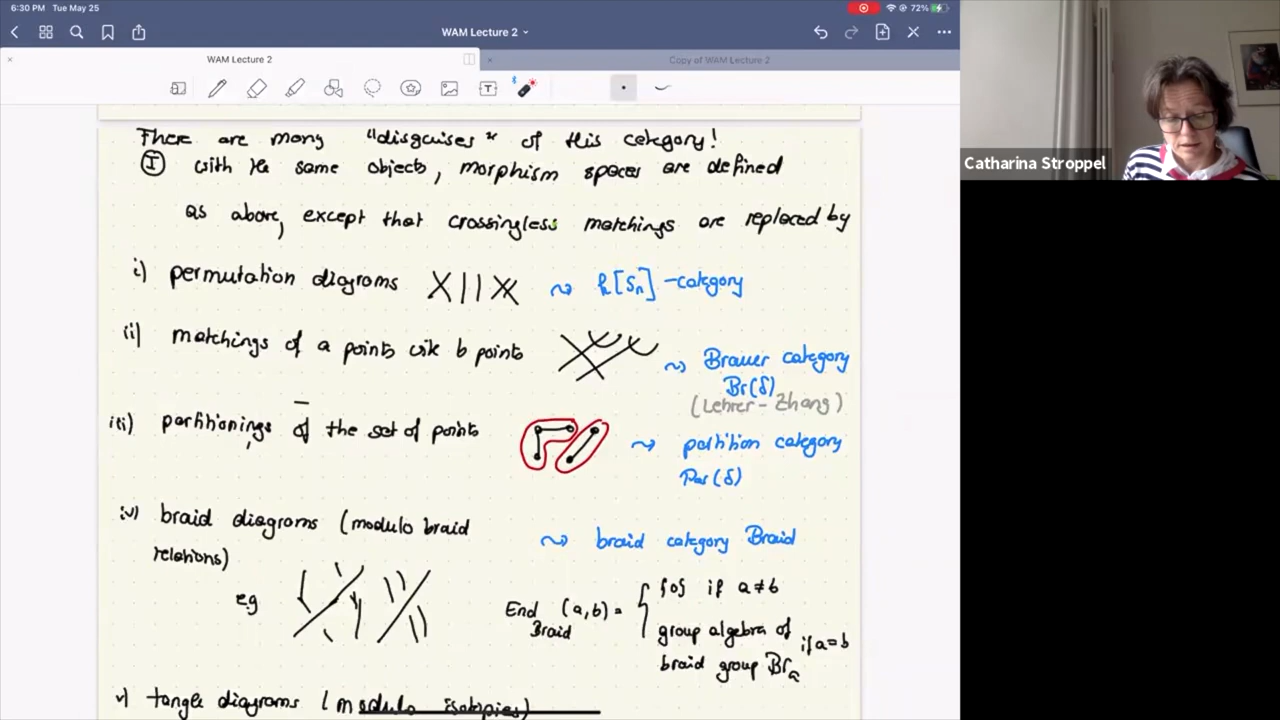 6:30 PM Tue May 25
72%
WAM Lecture 2
WAM Lecture 2
Copy of WAM Lecture 2
T
There are many "disguises" of this category!
I with the same objects, morphism spaces are defined
as above, except that crossingless matchings are replaced by
i) permutation diagrams ⤳ k[Sn]-category
ii) matchings of a points with b points ⤳ Brauer category
Br(δ)
(Lehrer-Zhang)
iii) partitionings of the set of points ⤳ partition category
Par(δ)
iv) braid diagrams (modulo braid ⤳ braid category Braid
relations)
e.g
End Braid (a,b) = { {0} if a≠b
group algebra of
braid group Br_a if a=b
v) tangle diagrams (modulo isotopies)
Catharina Stroppel